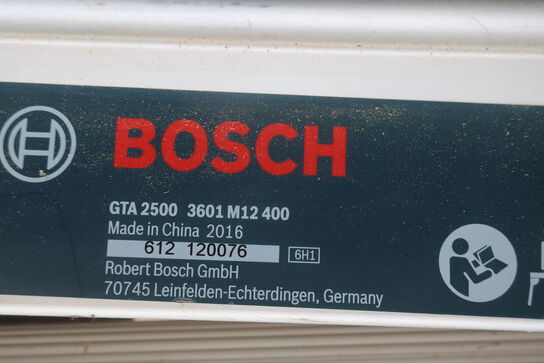 BOSCH
GTA 2500 3601 M12 400
Made in China 2016
612 120076
6H1
Robert Bosch GmbH
70745 Leinfelden-Echterdingen, Germany